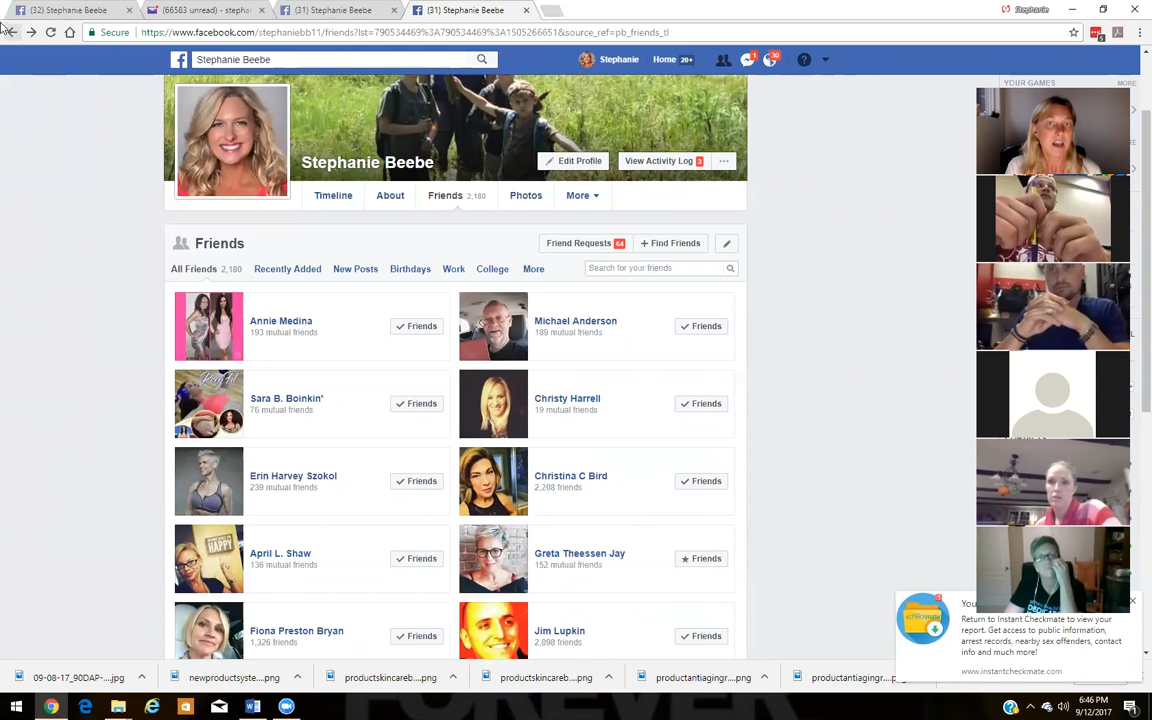 (32) Stephanie Beebe
(66583 unread) - stephan
(31) Stephanie Beebe
(31) Stephanie Beebe
Stephanie
Secure
https://www.facebook.com/stephaniebb11/friends?lst=790534469%3A790534469%3A1505266651&source_ref=pb_friends_tl
Stephanie Beebe
Stephanie
Home 20+
1
30
YOUR GAMES
MORE
Stephanie Beebe
Edit Profile
View Activity Log 3
...
Timeline
About
Friends 2,180
Photos
More
Friends
Friend Requests 64
+ Find Friends
All Friends 2,180
Recently Added
New Posts
Birthdays
Work
College
More
Search for your friends
Annie Medina
193 mutual friends
Friends
Michael Anderson
189 mutual friends
Friends
Sara B. Boinkin'
76 mutual friends
Friends
Christy Harrell
19 mutual friends
Friends
Erin Harvey Szokol
239 mutual friends
Friends
Christina C Bird
2,208 friends
Friends
April L. Shaw
136 mutual friends
Friends
Greta Theessen Jay
152 mutual friends
Friends
Fiona Preston Bryan
1,326 friends
Friends
Jim Lupkin
2,898 friends
Friends
You
Return to Instant Checkmate to view your
report. Get access to public information,
arrest records, nearby sex offenders, contact
info and much more!
www.instantcheckmate.com
09-08-17_90DAP-....jpg
newproductsyste....png
productskincareb....png
productskincareb....png
productantiagingr....png
productantiagingr....pn
6:46 PM
9/12/2017